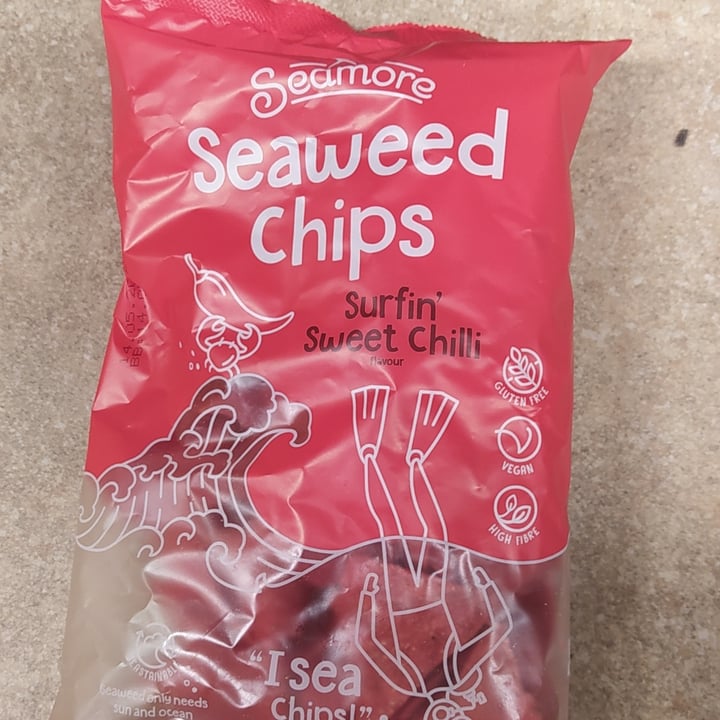 Seamore
Seaweed
Chips
Surfin'
Sweet Chilli
flavour
GLUTEN FREE
VEGAN
HIGH FIBRE
"I sea
Chips!"
Seaweed only needs
sun and ocean